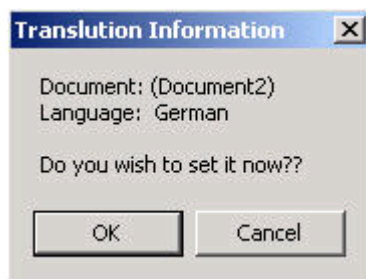 Translution Information
Document: (Document2)
Language: German
Do you wish to set it now??
OK
Cancel